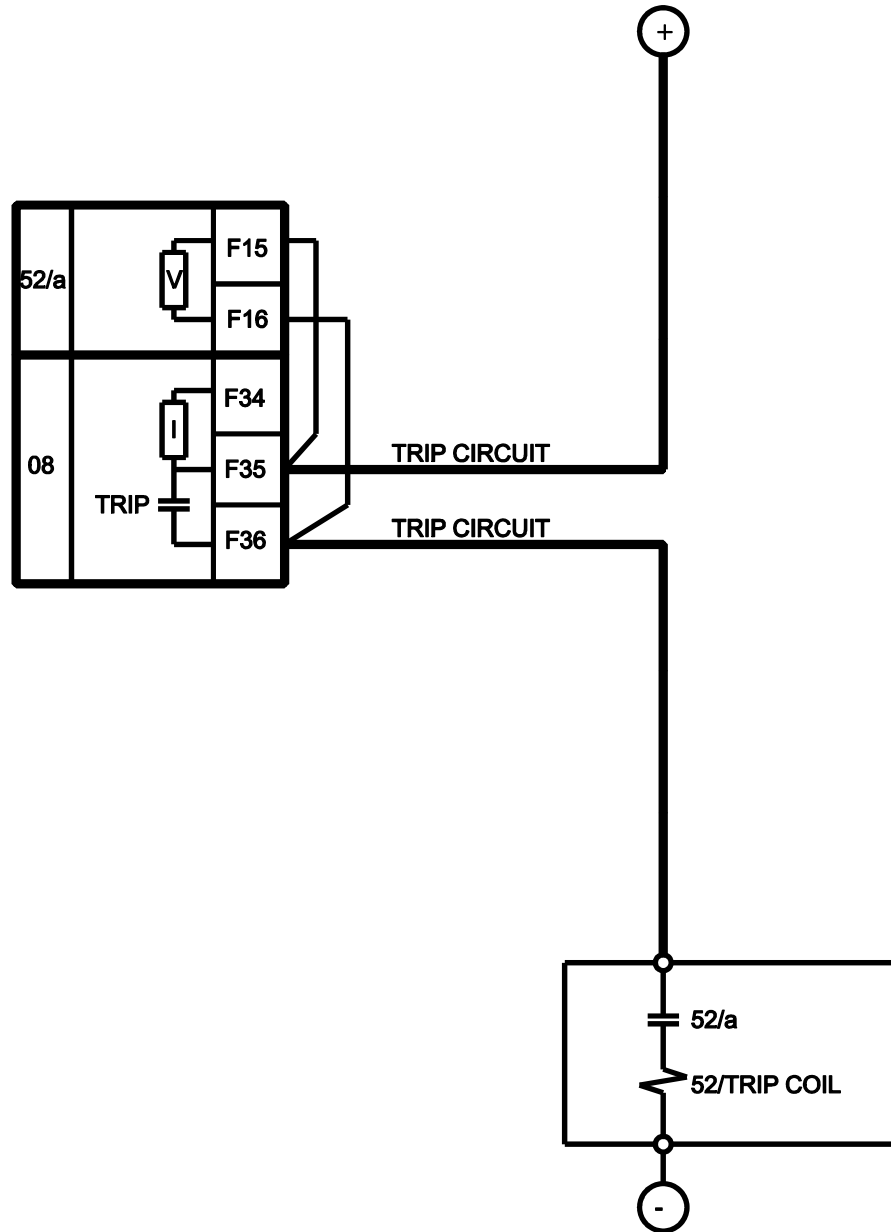 +
F15
52/a
V
F16
F34
I
08
F35
TRIP CIRCUIT
TRIP
F36
TRIP CIRCUIT
52/a
52/TRIP COIL
-